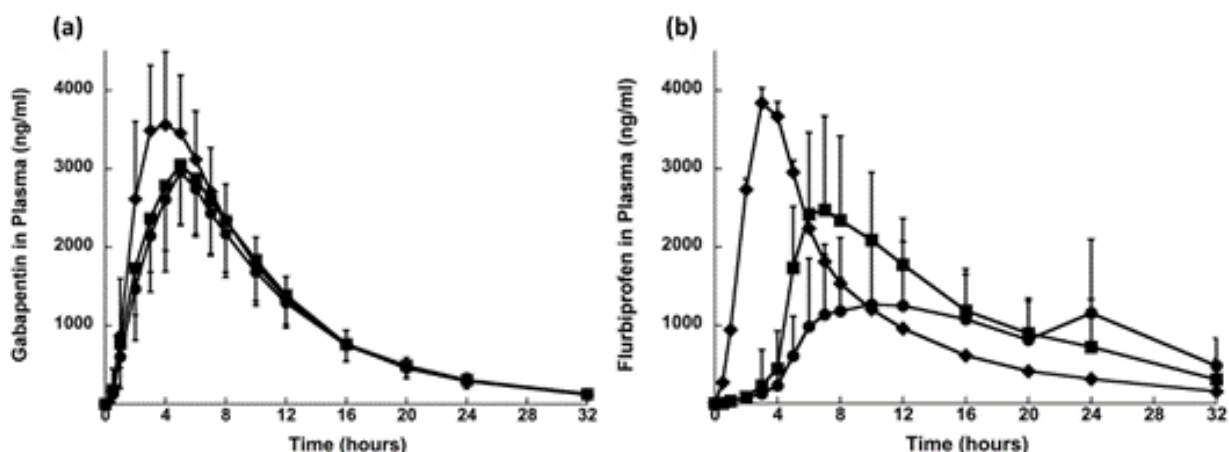 (a)
Gabapentin in Plasma (ng/ml)
4000
3000
2000
1000
0 4 8 12 16 20 24 28 32
Time (hours)
(b)
Flurbiprofen in Plasma (ng/ml)
4000
3000
2000
1000
0 4 8 12 16 20 24 28 32
Time (hours)